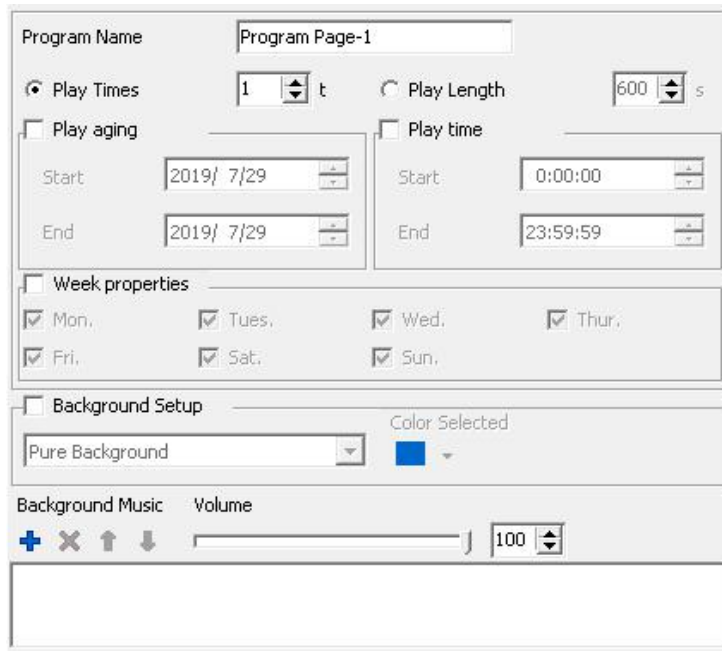 Program Name Program Page-1
Play Times 1 t Play Length 600 s
Play aging Play time
Start 2019/ 7/29 Start 0:00:00
End 2019/ 7/29 End 23:59:59
Week properties
Mon. Tues. Wed. Thur.
Fri. Sat. Sun.
Background Setup
Color Selected
Pure Background
Background Music Volume
100